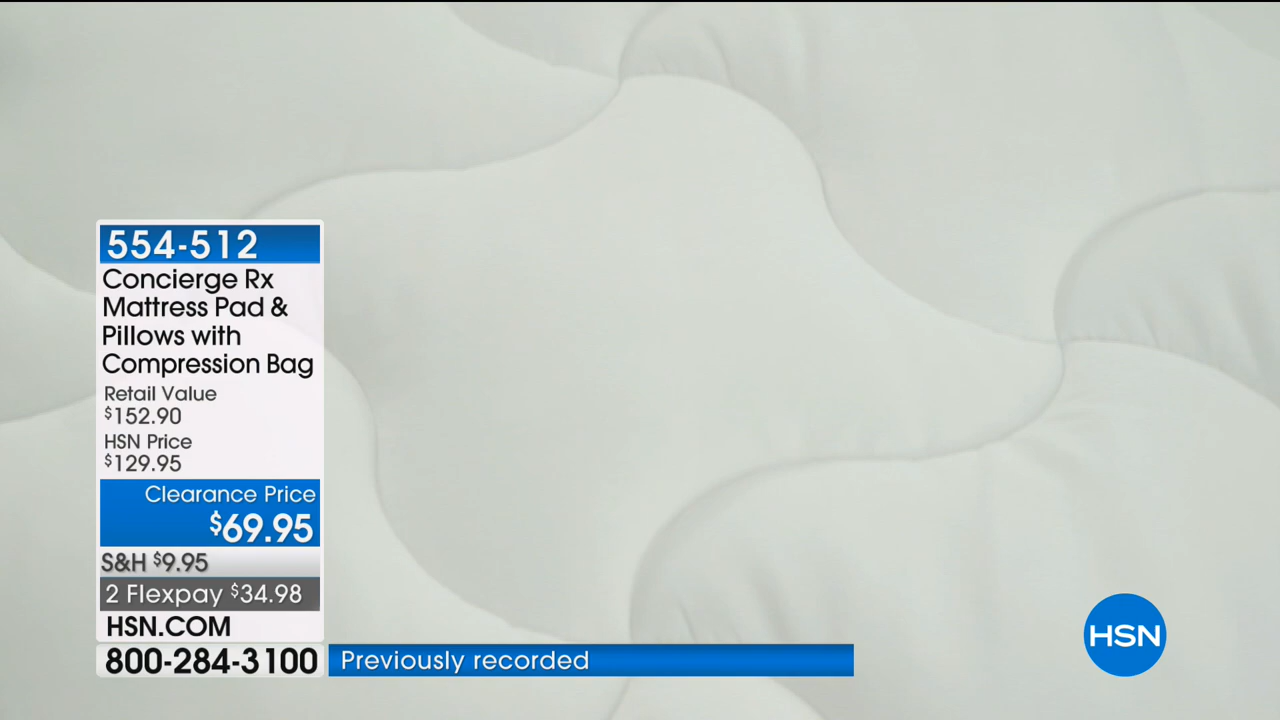 554-512
Concierge Rx
Mattress Pad &
Pillows with
Compression Bag
Retail Value
$152.90
HSN Price
$129.95
Clearance Price
$69.95
S&H $9.95
2 Flexpay $34.98
HSN.COM
800-284-3100
Previously recorded
HSN